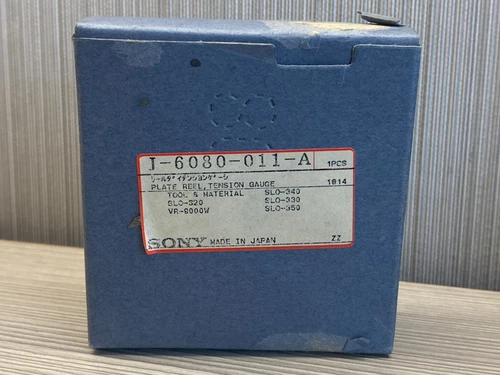 J-6080-011-A 1PCS
リールダイテンションゲージ
PLATE REEL,TENSION GAUGE 1814
TOOL & MATERIAL SLO-340
SLO-320 SLO-330
VR-9000W SLO-350
SONY MADE IN JAPAN ZZ